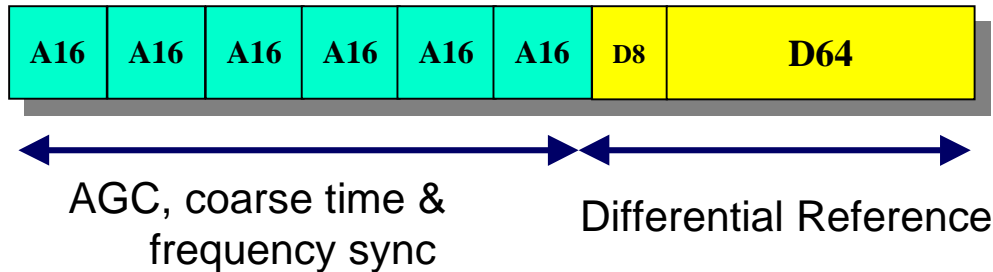 A16 A16 A16 A16 A16 A16 D8 D64
AGC, coarse time &
frequency sync
Differential Reference